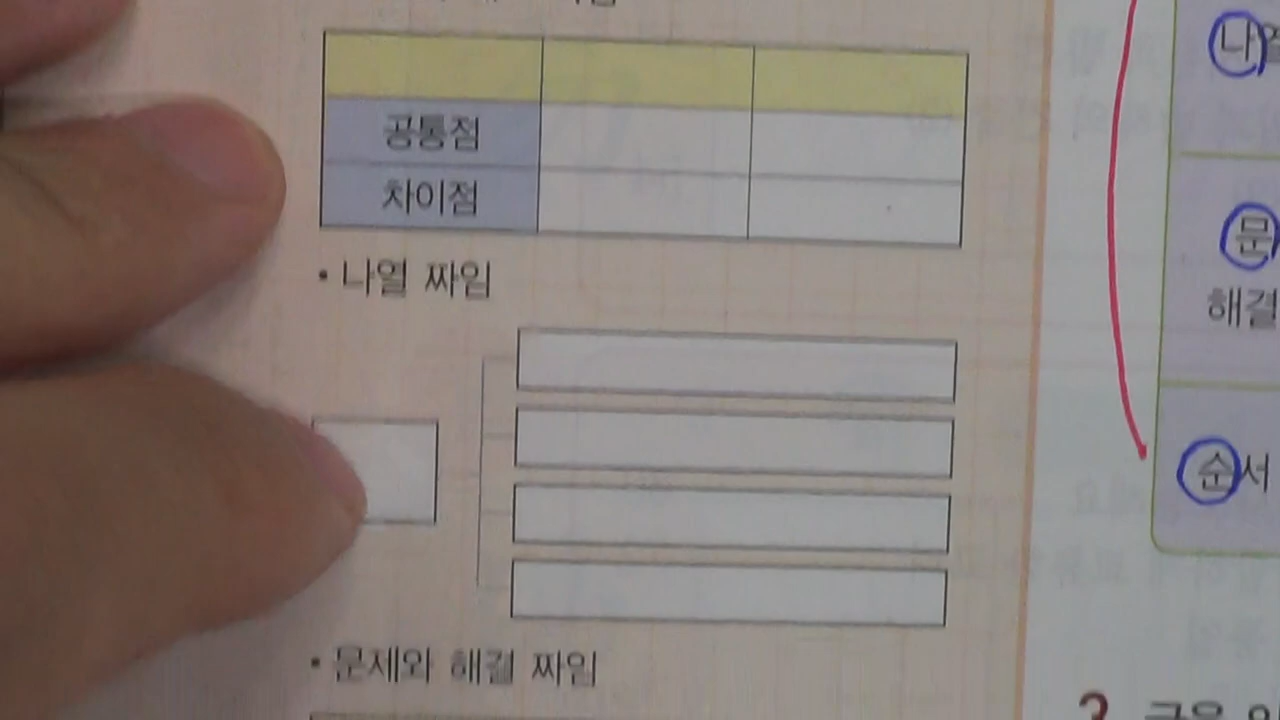 공통점
차이점
• 나열 짜임
• 문제와 해결 짜임
나열
문
해결
순서